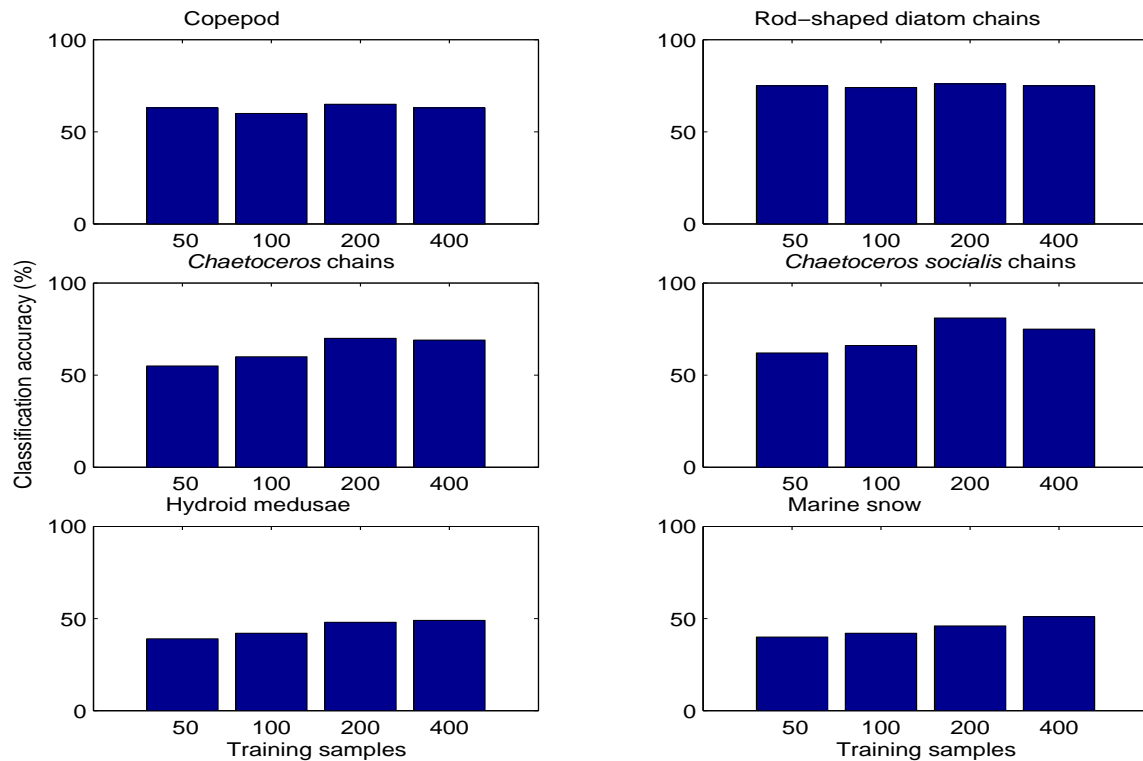 Copepod
100
50
0
50 100 200 400
Rod−shaped diatom chains
100
50
0
50 100 200 400
Classification accuracy (%)
Chaetoceros chains
100
50
0
50 100 200 400
Chaetoceros socialis chains
100
50
0
50 100 200 400
Hydroid medusae
100
50
0
50 100 200 400
Training samples
Marine snow
100
50
0
50 100 200 400
Training samples